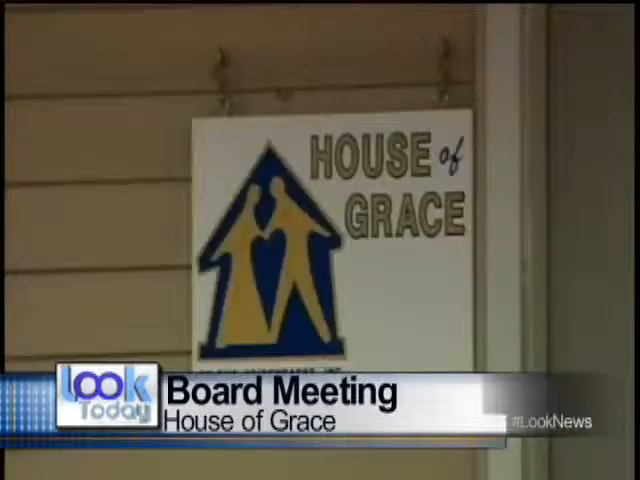 HOUSE of
GRACE
Look
Today
Board Meeting
House of Grace
#LookNews